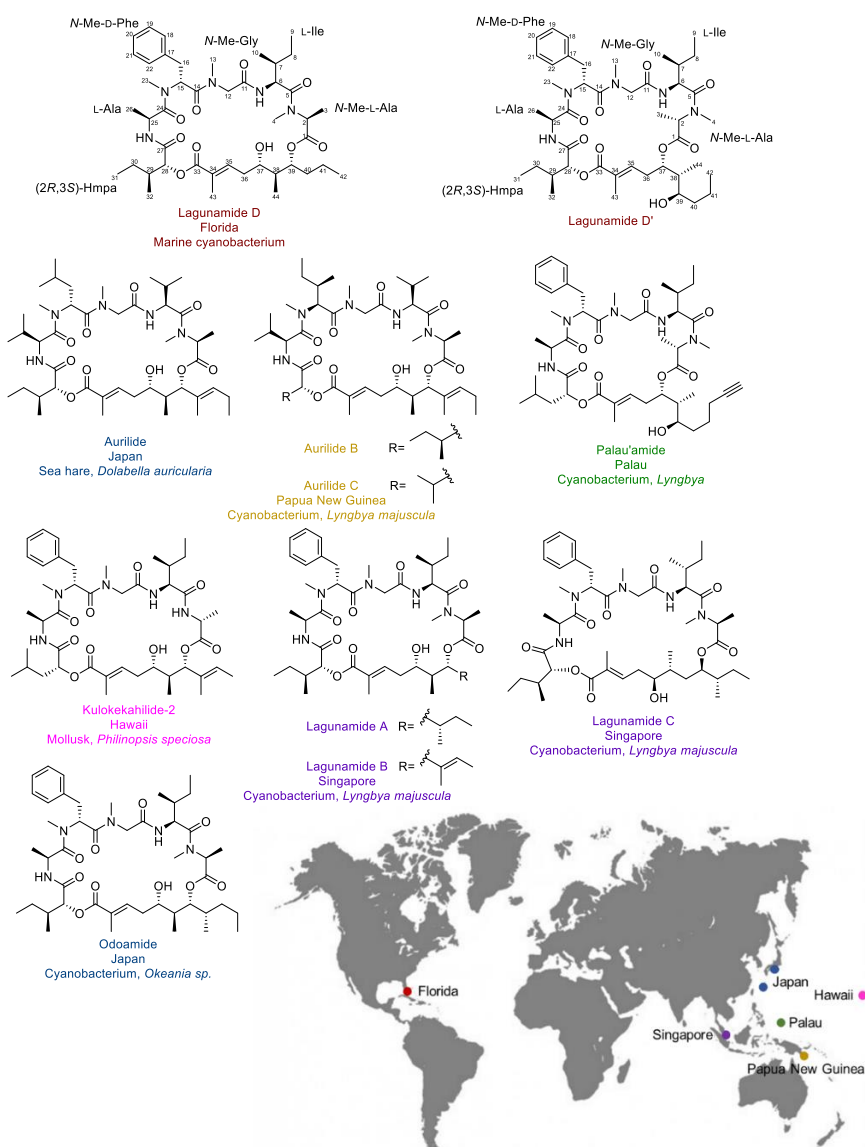 N-Me-D-Phe
N-Me-Gly
L-Ile
L-Ala
N-Me-L-Ala
(2R,3S)-Hmpa
Lagunamide D
Florida
Marine cyanobacterium
N-Me-D-Phe
N-Me-Gly
L-Ile
L-Ala
N-Me-L-Ala
(2R,3S)-Hmpa
Lagunamide D'
Aurilide
Japan
Sea hare, Dolabella auricularia
Aurilide B R=
Aurilide C R=
Papua New Guinea
Cyanobacterium, Lyngbya majuscula
Palau'amide
Palau
Cyanobacterium, Lyngbya
Kulokekahilide-2
Hawaii
Mollusk, Philinopsis speciosa
Lagunamide A R=
Lagunamide B R=
Singapore
Cyanobacterium, Lyngbya majuscula
Lagunamide C
Singapore
Cyanobacterium, Lyngbya majuscula
Odoamide
Japan
Cyanobacterium, Okeania sp.
Florida
Japan
Hawaii
Palau
Singapore
Papua New Guinea